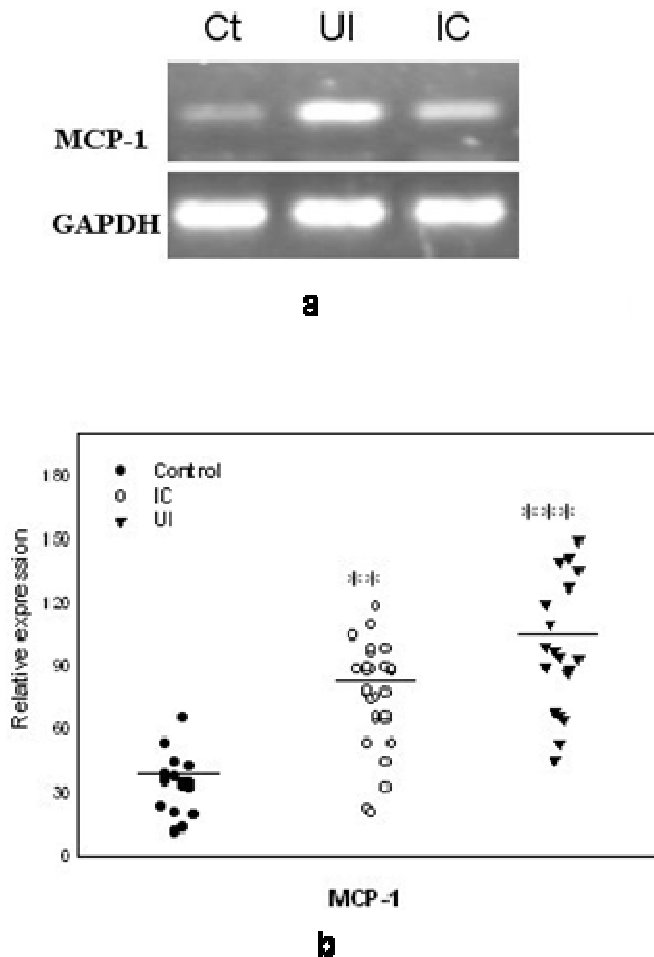 Ct UI IC
MCP-1
GAPDH
a
Relative expression
180
150
120
90
60
30
0
Control
IC
UI
**
***
MCP-1
b